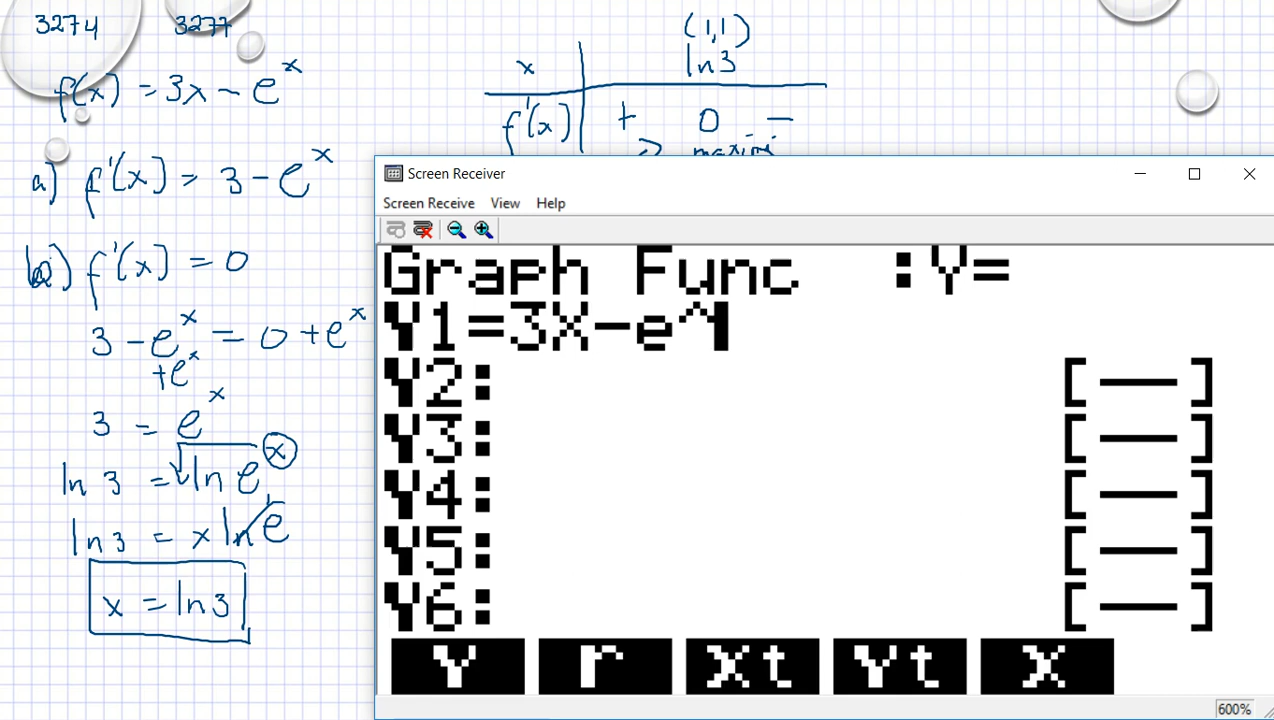 3274 3277
f(x) = 3x - e^x
a) f'(x) = 3 - e^x
b) f'(x) = 0
3 - e^x = 0 + e^x
+e^x
3 = e^x
ln 3 = ln e^x
ln 3 = x ln e
x = ln 3
(1,1)
x ln 3
f'(x) + 0 -
Screen Receiver
Screen Receive View Help
Graph Func :Y=
Y1=3X-e^
Y2: [—]
Y3: [—]
Y4: [—]
Y5: [—]
Y6: [—]
Y r Xt Yt X
600%